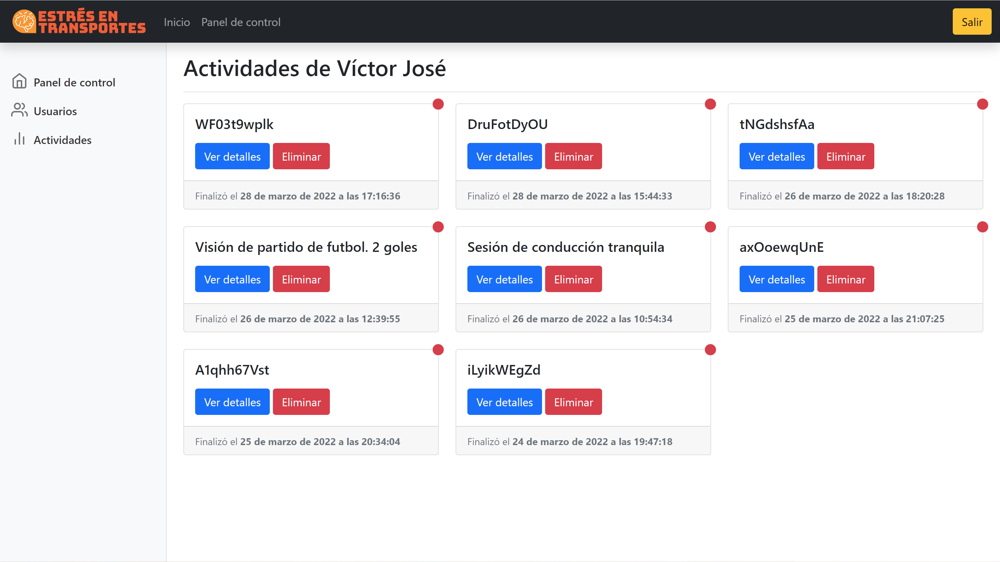 ESTRÉS EN
TRANSPORTES
Inicio Panel de control
Salir
Panel de control
Usuarios
Actividades
Actividades de Víctor José
WF03t9wplk
Ver detalles Eliminar
Finalizó el 28 de marzo de 2022 a las 17:16:36
DruFotDyOU
Ver detalles Eliminar
Finalizó el 28 de marzo de 2022 a las 15:44:33
tNGdshsfAa
Ver detalles Eliminar
Finalizó el 26 de marzo de 2022 a las 18:20:28
Visión de partido de futbol. 2 goles
Ver detalles Eliminar
Finalizó el 26 de marzo de 2022 a las 12:39:55
Sesión de conducción tranquila
Ver detalles Eliminar
Finalizó el 26 de marzo de 2022 a las 10:54:34
axOoewqUnE
Ver detalles Eliminar
Finalizó el 25 de marzo de 2022 a las 21:07:25
A1qhh67Vst
Ver detalles Eliminar
Finalizó el 25 de marzo de 2022 a las 20:34:04
iLyikWEgZd
Ver detalles Eliminar
Finalizó el 24 de marzo de 2022 a las 19:47:18